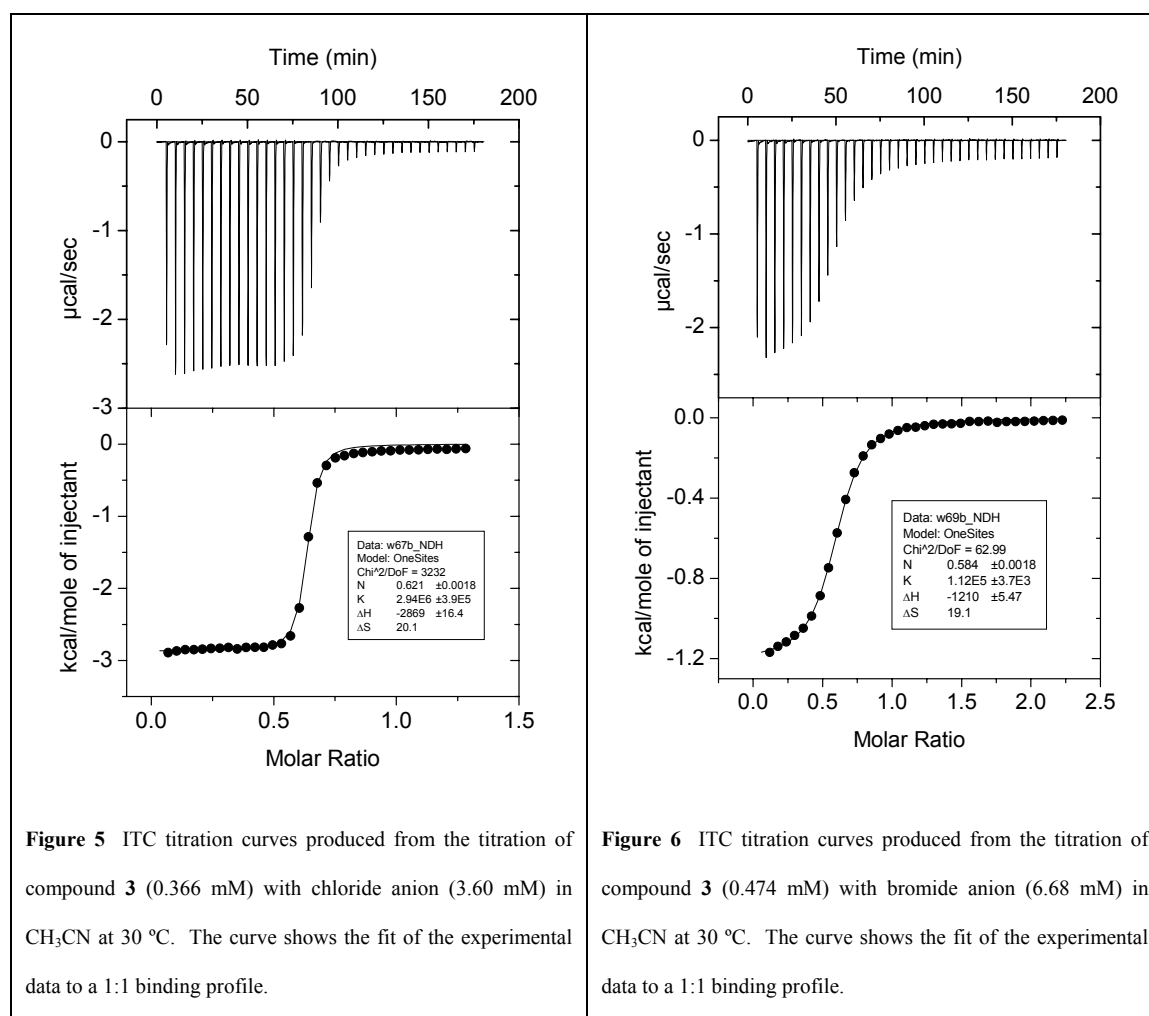 Time (min)
0 50 100 150 200
0
-1
-2
-3
µcal/sec
0
-1
-2
-3
kcal/mole of injectant
Data: w67b_NDH
Model: OneSites
Chi^2/DoF = 3232
N 0.621 ±0.0018
K 2.94E6 ±3.9E5
ΔH -2869 ±16.4
ΔS 20.1
0.0 0.5 1.0 1.5
Molar Ratio
Figure 5 ITC titration curves produced from the titration of
compound 3 (0.366 mM) with chloride anion (3.60 mM) in
CH₃CN at 30 ºC. The curve shows the fit of the experimental
data to a 1:1 binding profile.
Time (min)
0 50 100 150 200
0
-1
-2
µcal/sec
0.0
-0.4
-0.8
-1.2
kcal/mole of injectant
Data: w69b_NDH
Model: OneSites
Chi^2/DoF = 62.99
N 0.584 ±0.0018
K 1.12E5 ±3.7E3
ΔH -1210 ±5.47
ΔS 19.1
0.0 0.5 1.0 1.5 2.0 2.5
Molar Ratio
Figure 6 ITC titration curves produced from the titration of
compound 3 (0.474 mM) with bromide anion (6.68 mM) in
CH₃CN at 30 ºC. The curve shows the fit of the experimental
data to a 1:1 binding profile.